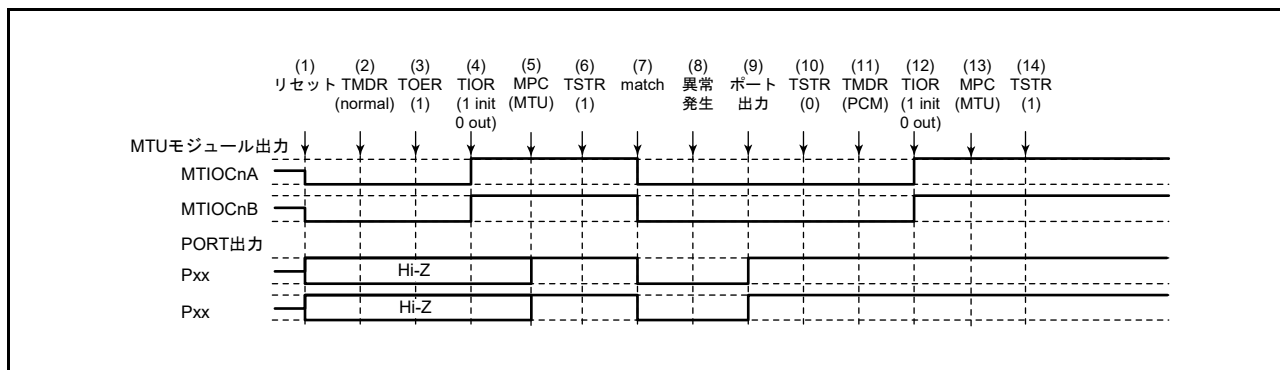 (1) (2) (3) (4) (5) (6) (7) (8) (9) (10) (11) (12) (13) (14)
リセット TMDR TOER TIOR MPC TSTR match 異常 ポート TSTR TMDR TIOR MPC TSTR
(normal) (1) (1 init (MTU) (1) 発生 出力 (0) (PCM) (1 init (MTU) (1)
0 out) 0 out)
MTUモジュール出力
MTIOCnA
MTIOCnB
PORT出力
Pxx Hi-Z
Pxx Hi-Z